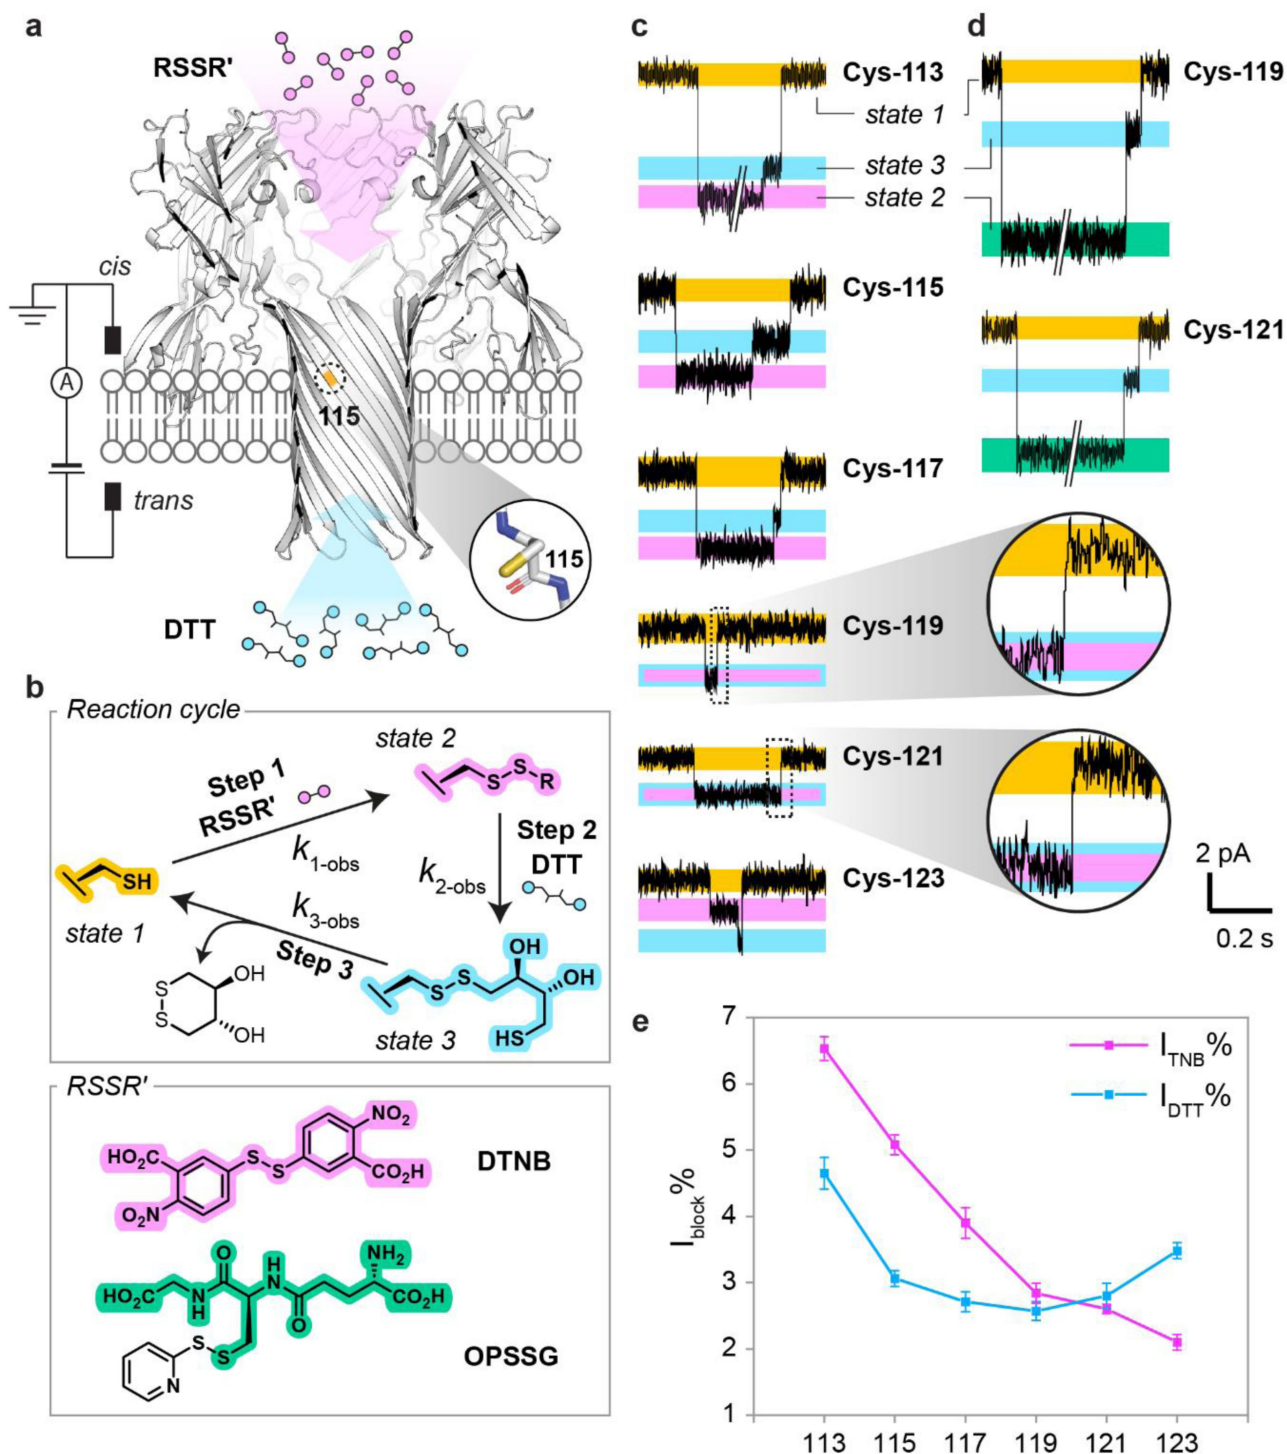 a
RSSR'
cis
A
115
trans
115
DTT
b
Reaction cycle
state 2
S
S
R
Step 1
RSSR'
k1-obs
Step 2
DTT
k2-obs
SH
state 1
k3-obs
Step 3
S
S
OH
OH
S
S
OH
OH
HS
state 3
RSSR'
NO2
HO2C
S
S
CO2H
O2N
DTNB
O
H
N
NH2
HO2C
N
H
O
CO2H
S
S
N
OPSSG
c
Cys-113
state 1
state 3
state 2
Cys-115
Cys-117
Cys-119
Cys-121
Cys-123
d
Cys-119
Cys-121
2 pA
0.2 s
e
7
6
5
4
3
2
1
Iblock%
ITNB%
IDTT%
113 115 117 119 121 123